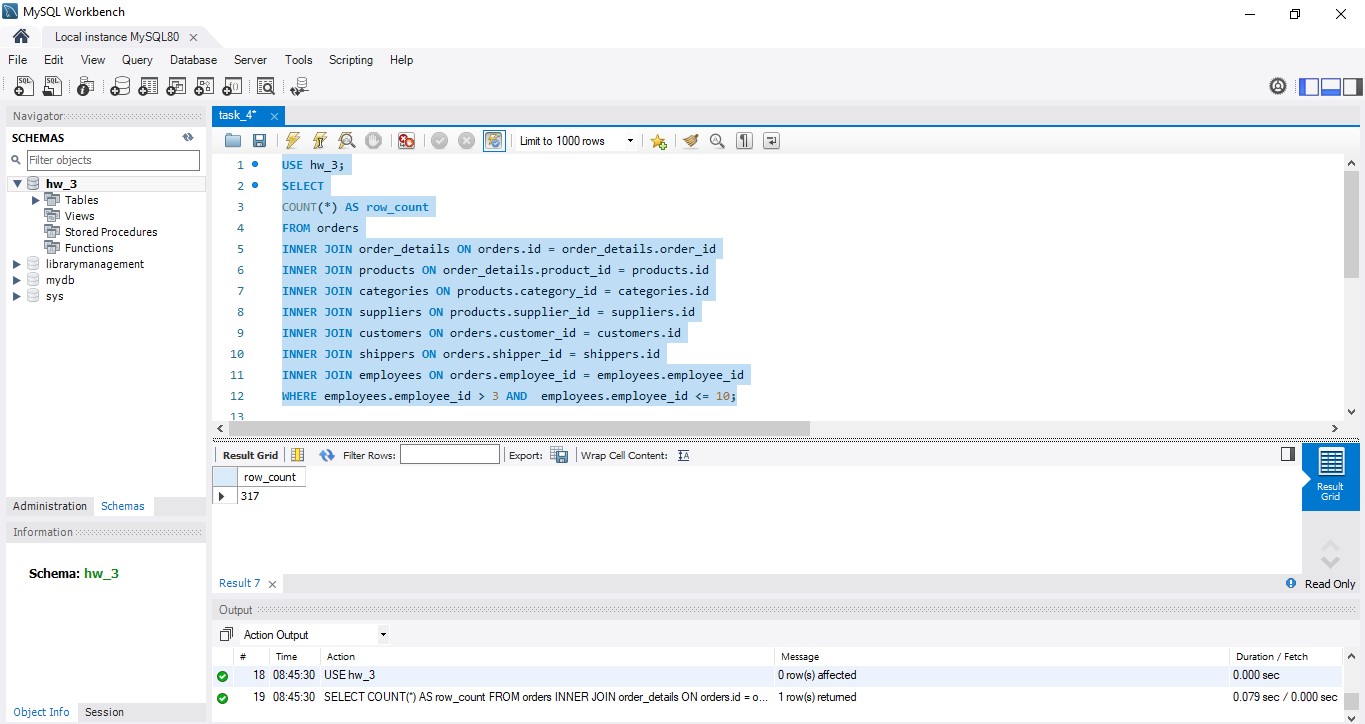 MySQL Workbench
Local instance MySQL80
File Edit View Query Database Server Tools Scripting Help
Navigator
SCHEMAS
Filter objects
hw_3
Tables
Views
Stored Procedures
Functions
librarymanagement
mydb
sys
Administration Schemas
Information
Schema: hw_3
Object Info Session
task_4*
Limit to 1000 rows
1 USE hw_3;
2 SELECT
3 COUNT(*) AS row_count
4 FROM orders
5 INNER JOIN order_details ON orders.id = order_details.order_id
6 INNER JOIN products ON order_details.product_id = products.id
7 INNER JOIN categories ON products.category_id = categories.id
8 INNER JOIN suppliers ON products.supplier_id = suppliers.id
9 INNER JOIN customers ON orders.customer_id = customers.id
10 INNER JOIN shippers ON orders.shipper_id = shippers.id
11 INNER JOIN employees ON orders.employee_id = employees.employee_id
12 WHERE employees.employee_id > 3 AND  employees.employee_id <= 10;
13
Result Grid Filter Rows: Export: Wrap Cell Content:
row_count
317
Result Grid
Result 7
Read Only
Output
Action Output
# Time Action Message Duration / Fetch
18 08:45:30 USE hw_3 0 row(s) affected 0.000 sec
19 08:45:30 SELECT COUNT(*) AS row_count FROM orders INNER JOIN order_details ON orders.id = o... 1 row(s) returned 0.079 sec / 0.000 sec